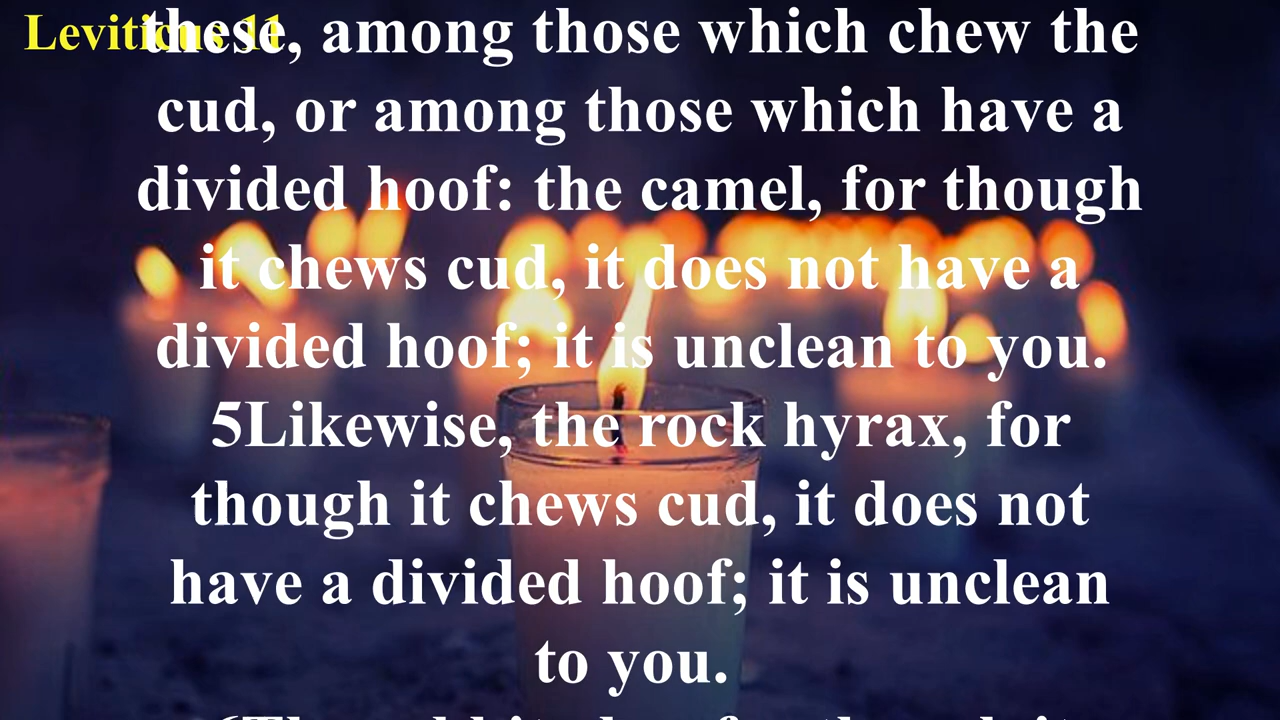 Leviticus 11
these, among those which chew the
cud, or among those which have a
divided hoof: the camel, for though
it chews cud, it does not have a
divided hoof; it is unclean to you.
5Likewise, the rock hyrax, for
though it chews cud, it does not
have a divided hoof; it is unclean
to you.